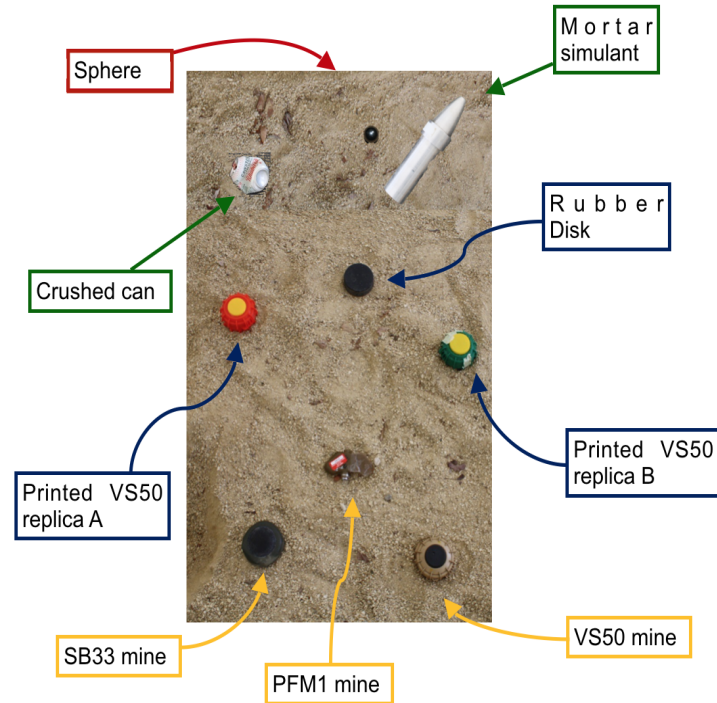 Mortar
simulant
Sphere
Rubber
Disk
Crushed can
Printed VS50
replica B
Printed VS50
replica A
SB33 mine
VS50 mine
PFM1 mine